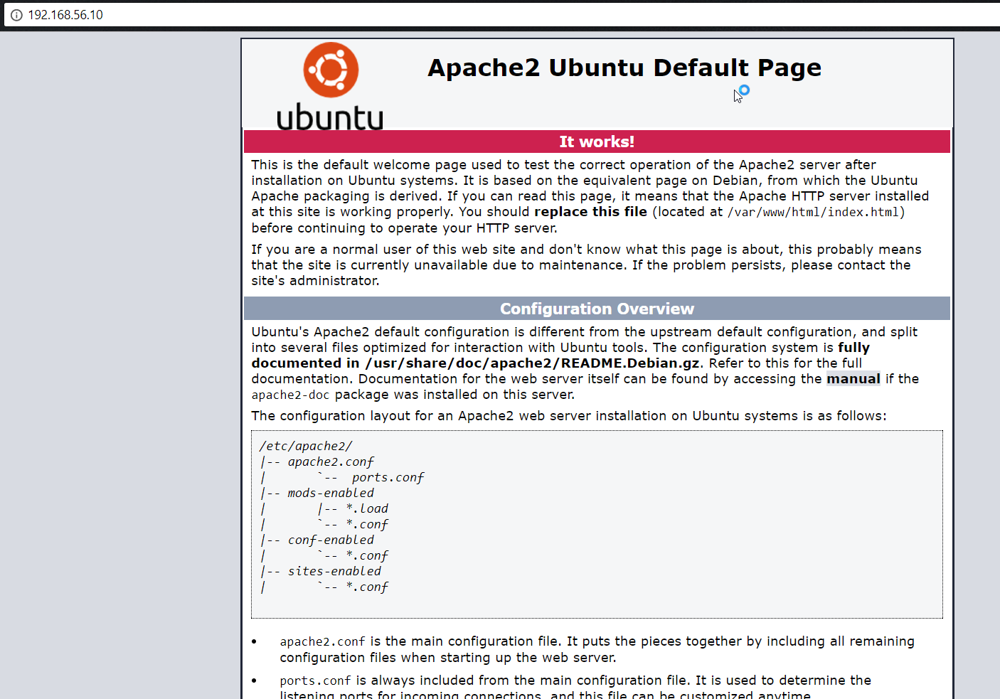 192.168.56.10
Apache2 Ubuntu Default Page
ubuntu
It works!
This is the default welcome page used to test the correct operation of the Apache2 server after
installation on Ubuntu systems. It is based on the equivalent page on Debian, from which the Ubuntu
Apache packaging is derived. If you can read this page, it means that the Apache HTTP server installed
at this site is working properly. You should replace this file (located at /var/www/html/index.html)
before continuing to operate your HTTP server.
If you are a normal user of this web site and don't know what this page is about, this probably means
that the site is currently unavailable due to maintenance. If the problem persists, please contact the
site's administrator.
Configuration Overview
Ubuntu's Apache2 default configuration is different from the upstream default configuration, and split
into several files optimized for interaction with Ubuntu tools. The configuration system is fully
documented in /usr/share/doc/apache2/README.Debian.gz. Refer to this for the full
documentation. Documentation for the web server itself can be found by accessing the manual if the
apache2-doc package was installed on this server.
The configuration layout for an Apache2 web server installation on Ubuntu systems is as follows:
/etc/apache2/
|-- apache2.conf
|       `--  ports.conf
|-- mods-enabled
|       |-- *.load
|       `-- *.conf
|-- conf-enabled
|       `-- *.conf
|-- sites-enabled
|       `-- *.conf
• apache2.conf is the main configuration file. It puts the pieces together by including all remaining
configuration files when starting up the web server.
• ports.conf is always included from the main configuration file. It is used to determine the
listening ports for incoming connections, and this file can be customized anytime.